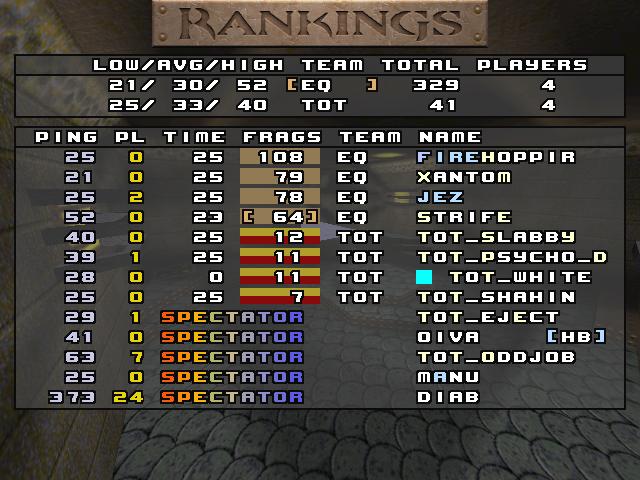 RANKINGS
LOW/AVG/HIGH TEAM TOTAL PLAYERS
21/ 30/ 52 [EQ ] 329 4
25/ 33/ 40 TOT 41 4
PING PL TIME FRAGS TEAM NAME
25 0 25 108 EQ FIREHOPPIR
21 0 25 79 EQ XANTOM
25 2 25 78 EQ JEZ
52 0 23 [ 64] EQ STRIFE
40 0 25 12 TOT TOT_SLABBY
39 1 25 11 TOT TOT_PSYCHO_D
28 0 0 11 TOT TOT_WHITE
25 0 25 7 TOT TOT_SHAHIN
29 1 SPECTATOR TOT_EJECT
41 0 SPECTATOR OIVA [HB]
63 7 SPECTATOR TOT_ODDJOB
25 0 SPECTATOR MANU
373 24 SPECTATOR DIAB